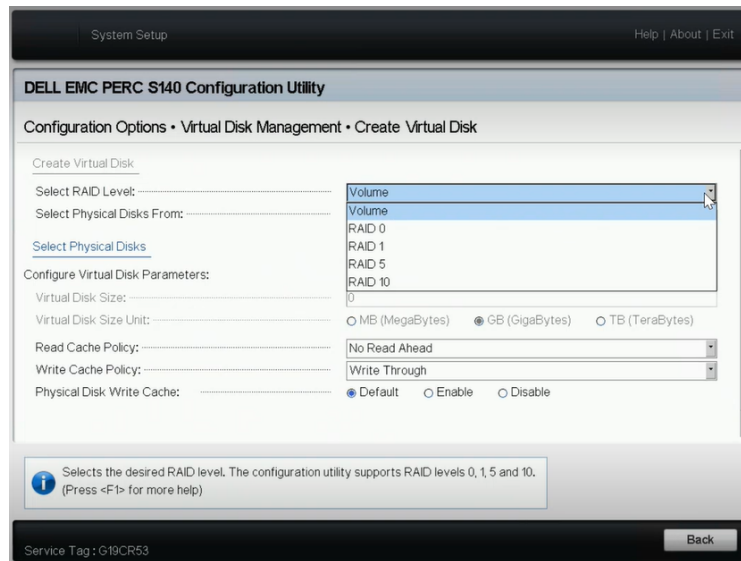 System Setup
Help | About | Exit
DELL EMC PERC S140 Configuration Utility
Configuration Options • Virtual Disk Management • Create Virtual Disk
Create Virtual Disk
Select RAID Level:
Volume
Select Physical Disks From:
Volume
RAID 0
RAID 1
RAID 5
RAID 10
Select Physical Disks
Configure Virtual Disk Parameters:
Virtual Disk Size:
0
Virtual Disk Size Unit:
MB (MegaBytes) GB (GigaBytes) TB (TeraBytes)
Read Cache Policy:
No Read Ahead
Write Cache Policy:
Write Through
Physical Disk Write Cache:
Default Enable Disable
Selects the desired RAID level. The configuration utility supports RAID levels 0, 1, 5 and 10.
(Press <F1> for more help)
Service Tag : G19CR53
Back